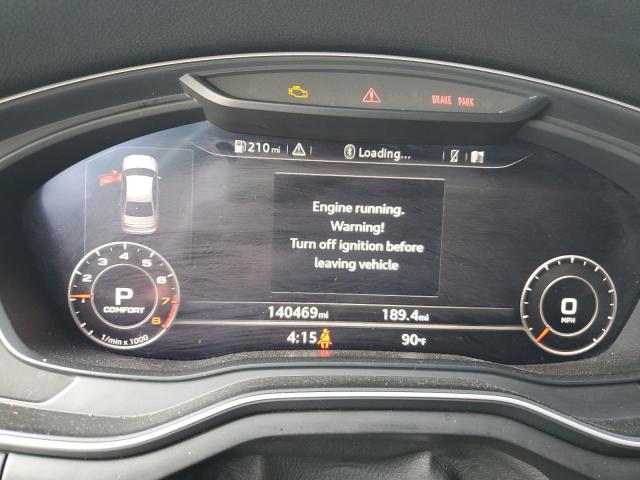 BRAKE PARK
210 mi Loading...
Engine running.
Warning!
Turn off ignition before
leaving vehicle
1 2 3 4 5 6 7 8
P
COMFORT
1/min x 1000
0
MPH
140469mi 189.4mi
4:15 90°F